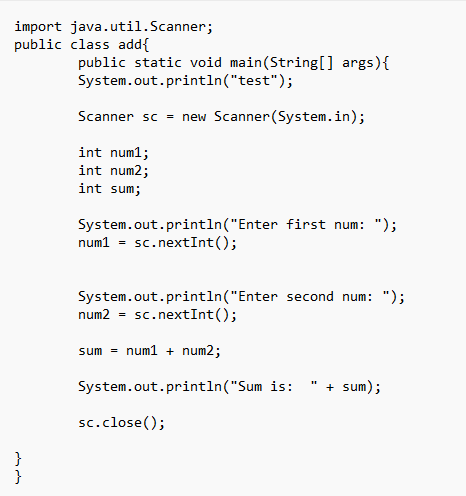 import java.util.Scanner;
public class add{
        public static void main(String[] args){
        System.out.println("test");

        Scanner sc = new Scanner(System.in);

        int num1;
        int num2;
        int sum;

        System.out.println("Enter first num: ");
        num1 = sc.nextInt();


        System.out.println("Enter second num: ");
        num2 = sc.nextInt();

        sum = num1 + num2;

        System.out.println("Sum is:  " + sum);

        sc.close();

}
}